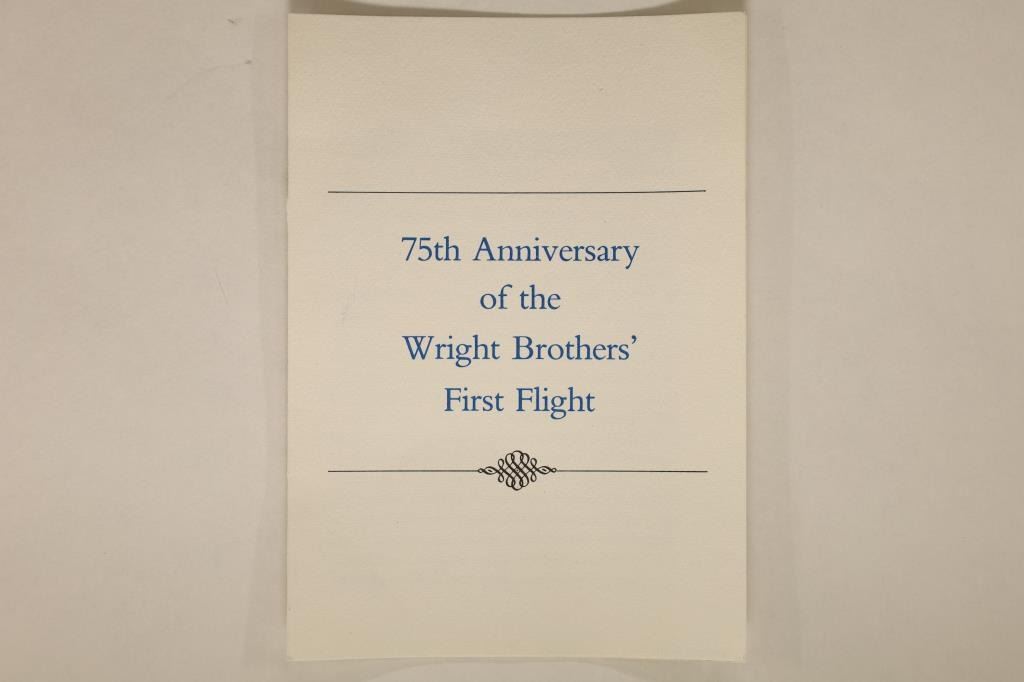 75th Anniversary
of the
Wright Brothers’
First Flight